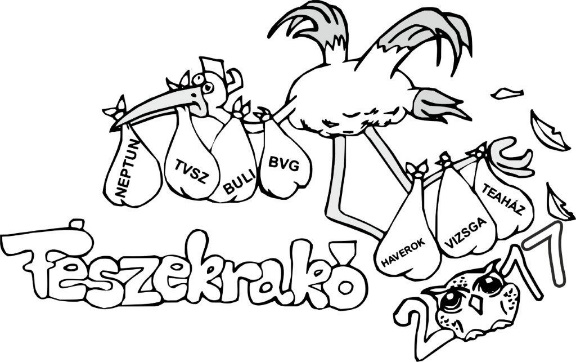 NEPTUN
TVSZ
BULI
BVG
HAVEROK
VIZSGA
TEAHÁZ
Fészekrakó
2017